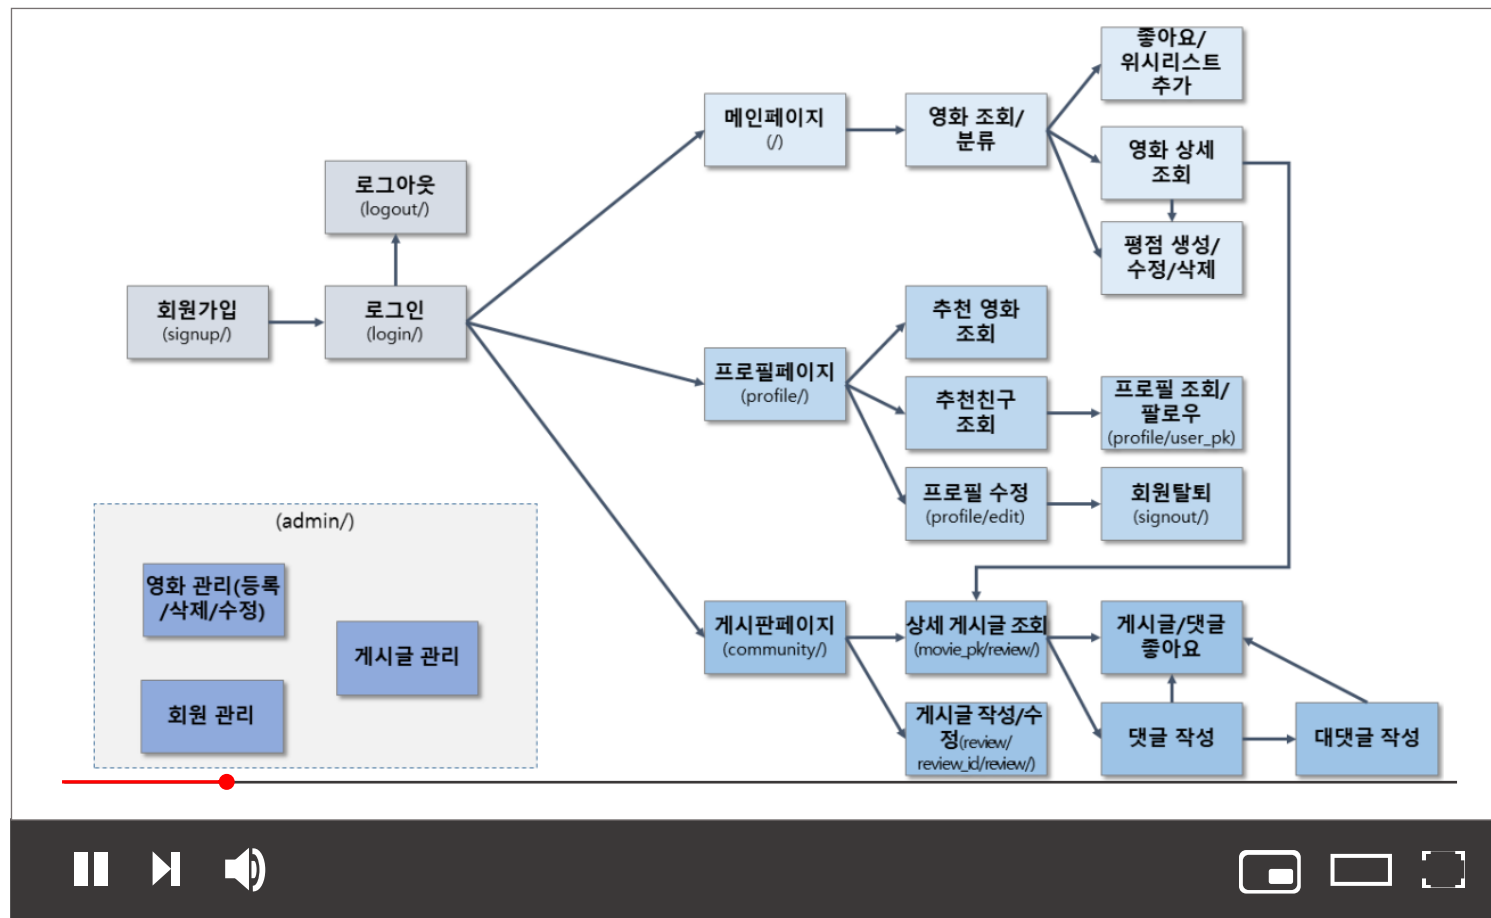 좋아요/
위시리스트
추가
메인페이지
(/)
영화 조회/
분류
영화 상세
조회
로그아웃
(logout/)
평점 생성/
수정/삭제
회원가입
(signup/)
로그인
(login/)
추천 영화
조회
프로필페이지
(profile/)
추천친구
조회
프로필 조회/
팔로우
(profile/user_pk)
프로필 수정
(profile/edit)
회원탈퇴
(signout/)
(admin/)
영화 관리(등록
/삭제/수정)
게시글 관리
회원 관리
게시판페이지
(community/)
상세 게시글 조회
(movie_pk/review/)
게시글/댓글
좋아요
게시글 작성/수
정(review/
review_id/review/)
댓글 작성
대댓글 작성